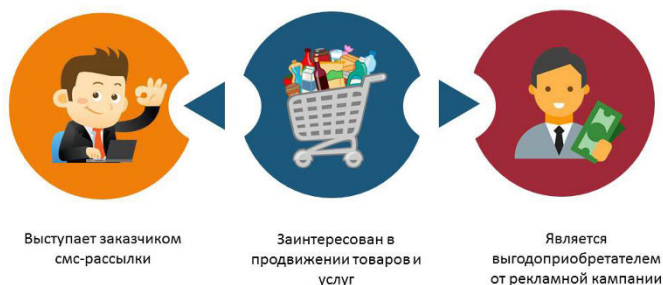 Выступает заказчиком
смс-рассылки
Заинтересован в
продвижении товаров и
услуг
Является
выгодоприобретателем
от рекламной кампании